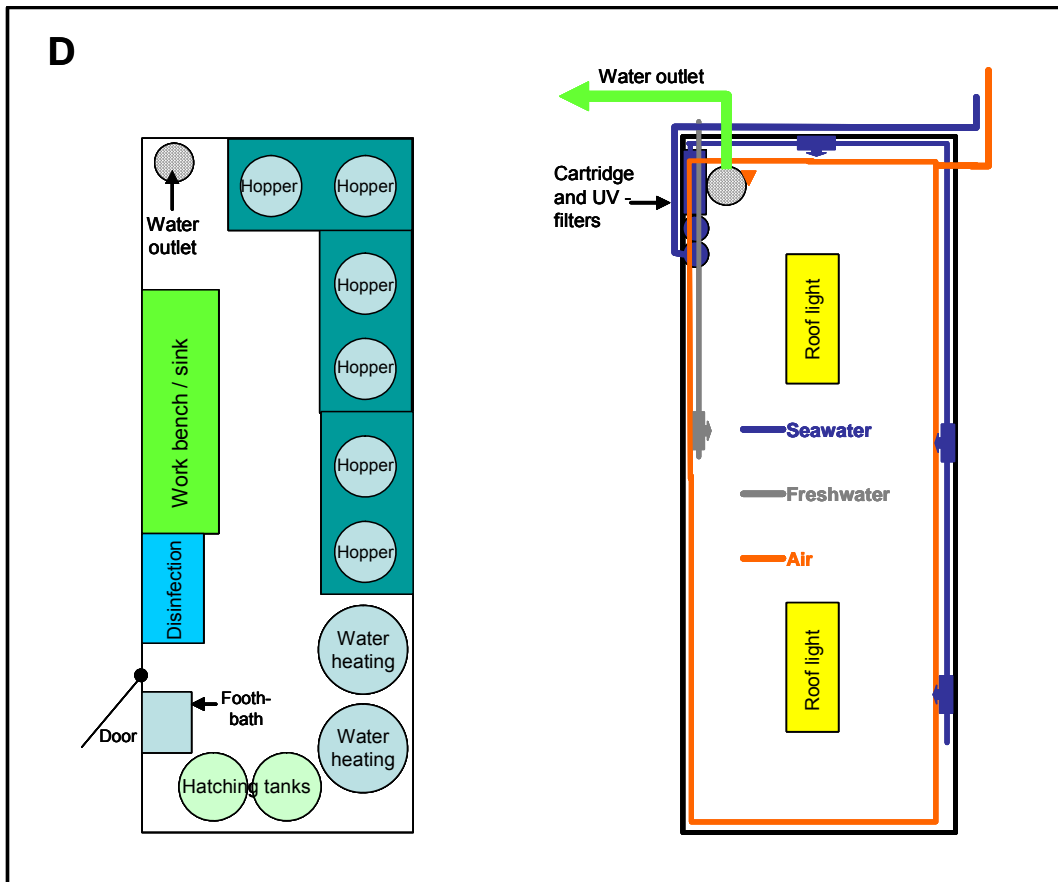 D
Hopper
Hopper
Water
outlet
Hopper
Hopper
Work bench / sink
Hopper
Hopper
Disinfection
Water
heating
Footh-
bath
Door
Water
heating
Hatching tanks
Water outlet
Cartridge
and UV -
filters
Roof light
Seawater
Freshwater
Air
Roof light